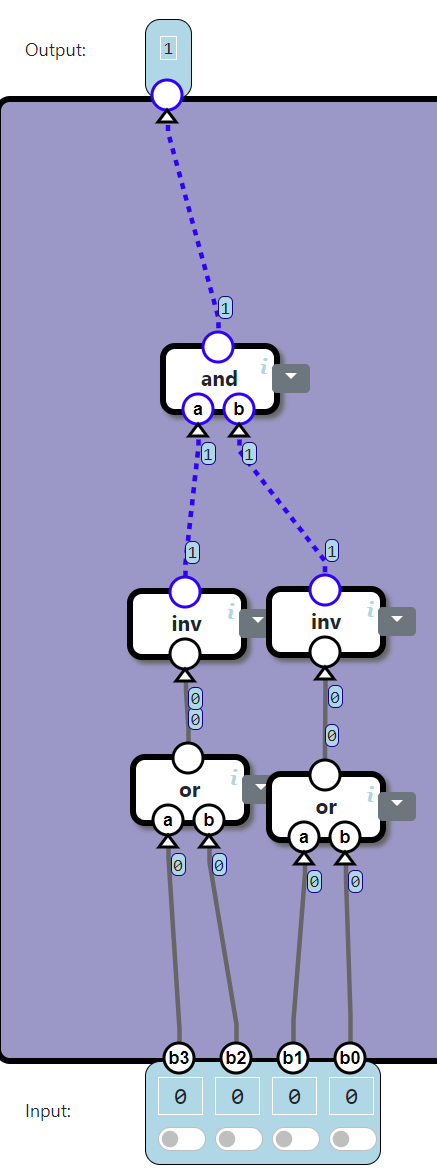 Output: 1
1
i
and
a b
1 1
1 1
i i
inv inv
0 0
0 0
i i
or or
a b a b
0 0 0 0
b3 b2 b1 b0
0 0 0 0
Input: